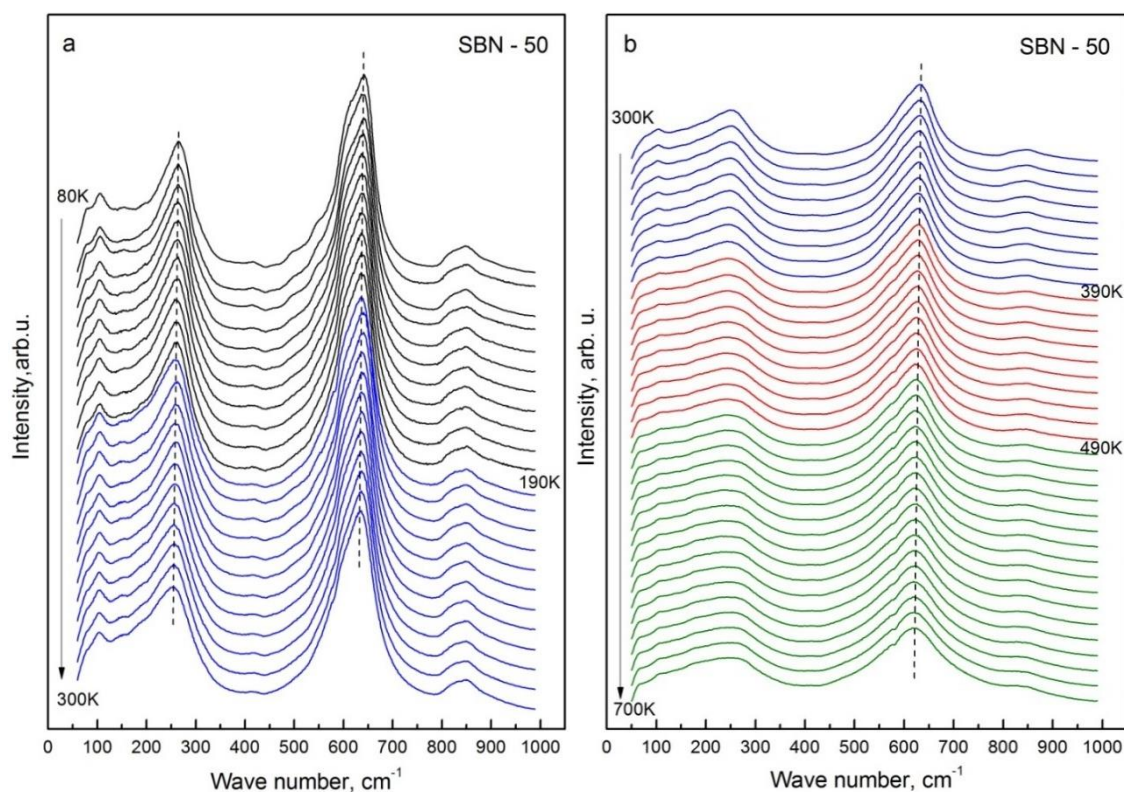 a
SBN - 50
80K
190K
300K
Intensity,arb.u.
0 100 200 300 400 500 600 700 800 900 1000
Wave number, cm⁻¹
b
SBN - 50
300K
390K
490K
700K
Intensity, arb. u.
0 100 200 300 400 500 600 700 800 900 1000
Wave number, cm⁻¹